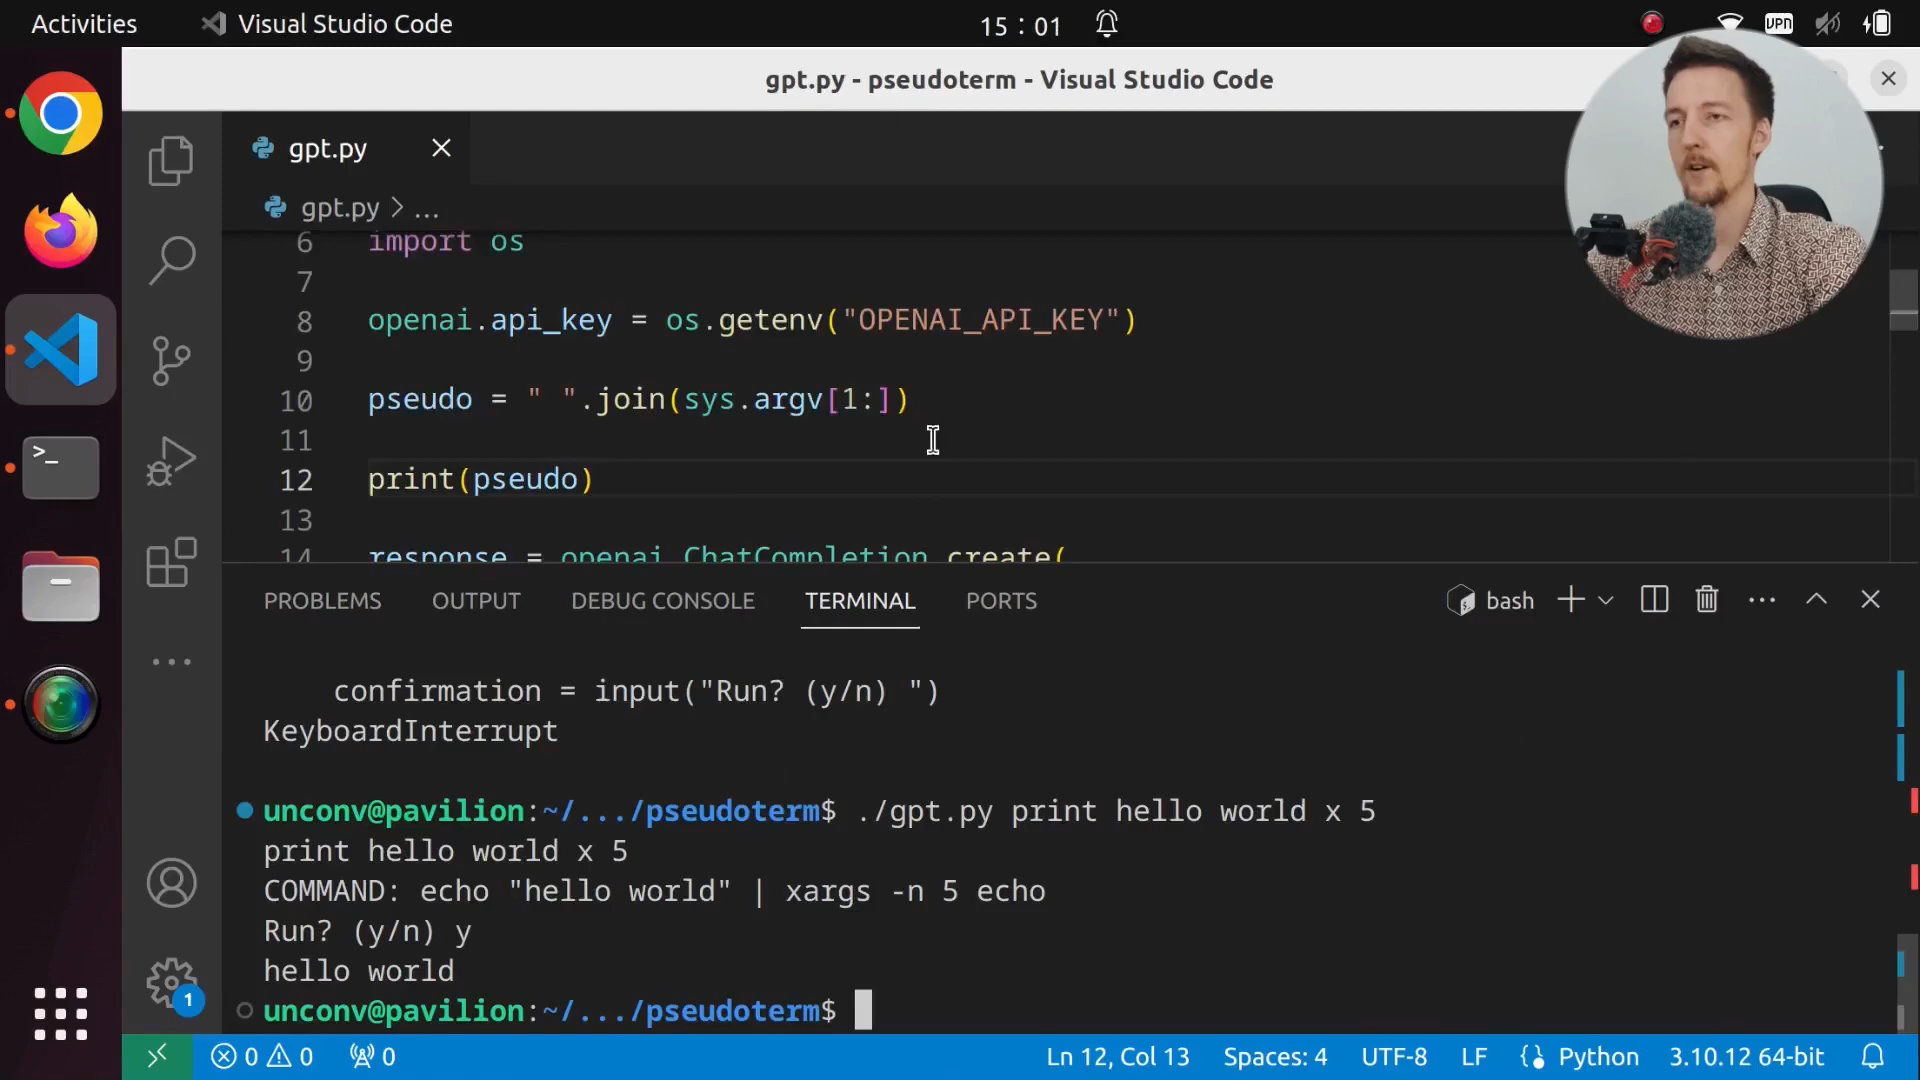 Activities
Visual Studio Code
15 : 01
VPN
gpt.py - pseudoterm - Visual Studio Code
gpt.py
gpt.py > ...
6 import os
7
8 openai.api_key = os.getenv("OPENAI_API_KEY")
9
10 pseudo = " ".join(sys.argv[1:])
11
12 print(pseudo)
13
14 response = openai.ChatCompletion.create(
PROBLEMS OUTPUT DEBUG CONSOLE TERMINAL PORTS
bash
confirmation = input("Run? (y/n) ")
KeyboardInterrupt
unconv@pavilion:~/.../pseudoterm$ ./gpt.py print hello world x 5
print hello world x 5
COMMAND: echo "hello world" | xargs -n 5 echo
Run? (y/n) y
hello world
unconv@pavilion:~/.../pseudoterm$
1
0 0 0
Ln 12, Col 13 Spaces: 4 UTF-8 LF Python 3.10.12 64-bit